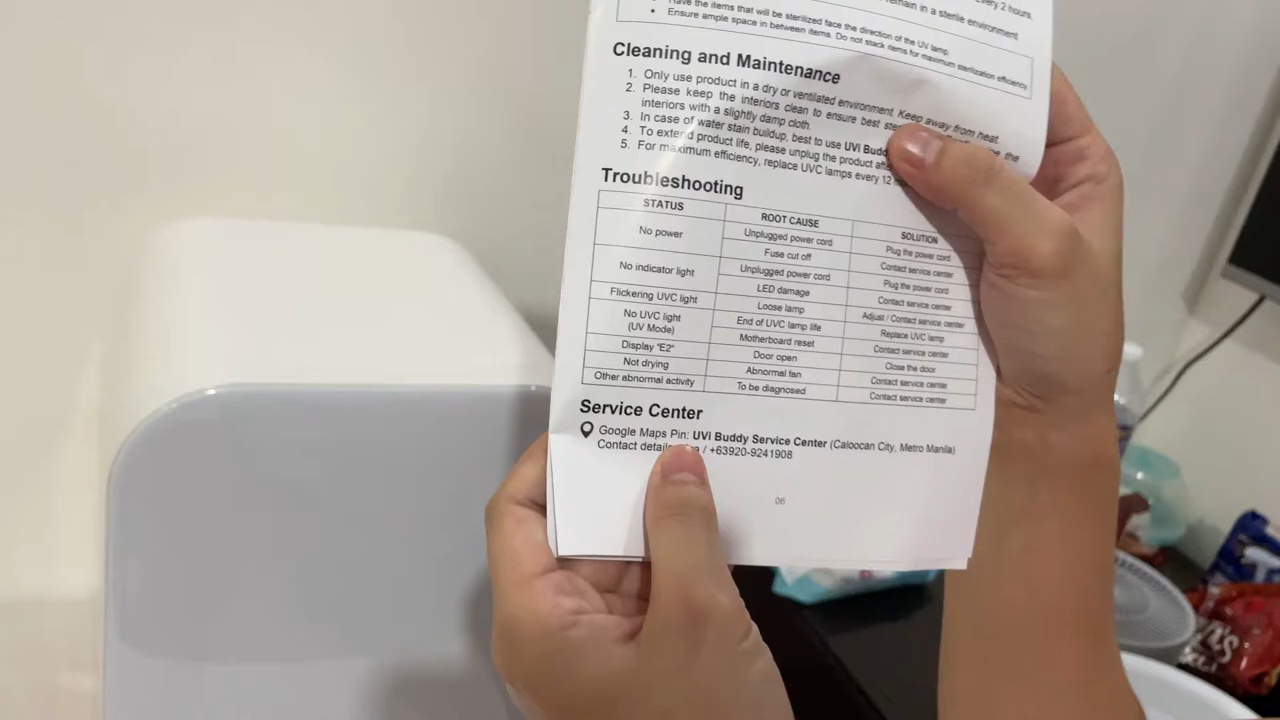 every 2 hours,
remain in a sterile environment
Have the items that will be sterilized face the direction of the UV lamp.
• Ensure ample space in between items. Do not stack items for maximum sterilization efficiency.
Cleaning and Maintenance
1. Only use product in a dry or ventilated environment. Keep away from heat.
2. Please keep the interiors clean to ensure best the
interiors with a slightly damp cloth.
3. In case of water stain buildup, best to use UVi
4. To extend product life, please unplug the product
5. For maximum efficiency, replace UVC lamps every 12
Troubleshooting
STATUS ROOT CAUSE SOLUTION
No power Unplugged power cord Plug the power cord
Fuse cut off Contact service center
No indicator light Unplugged power cord Plug the power cord
LED damage Contact service center
Flickering UVC light Loose lamp Adjust / Contact service center
No UVC light End of UVC lamp life Replace UVC lamp
(UV Mode) Motherboard reset Contact service center
Display "E2" Door open Close the door
Not drying Abnormal fan Contact service center
Other abnormal activity To be diagnosed Contact service center
Service Center
Google Maps Pin: UVi Buddy Service Center (Caloocan City, Metro Manila)
Contact / +63920-9241908
06